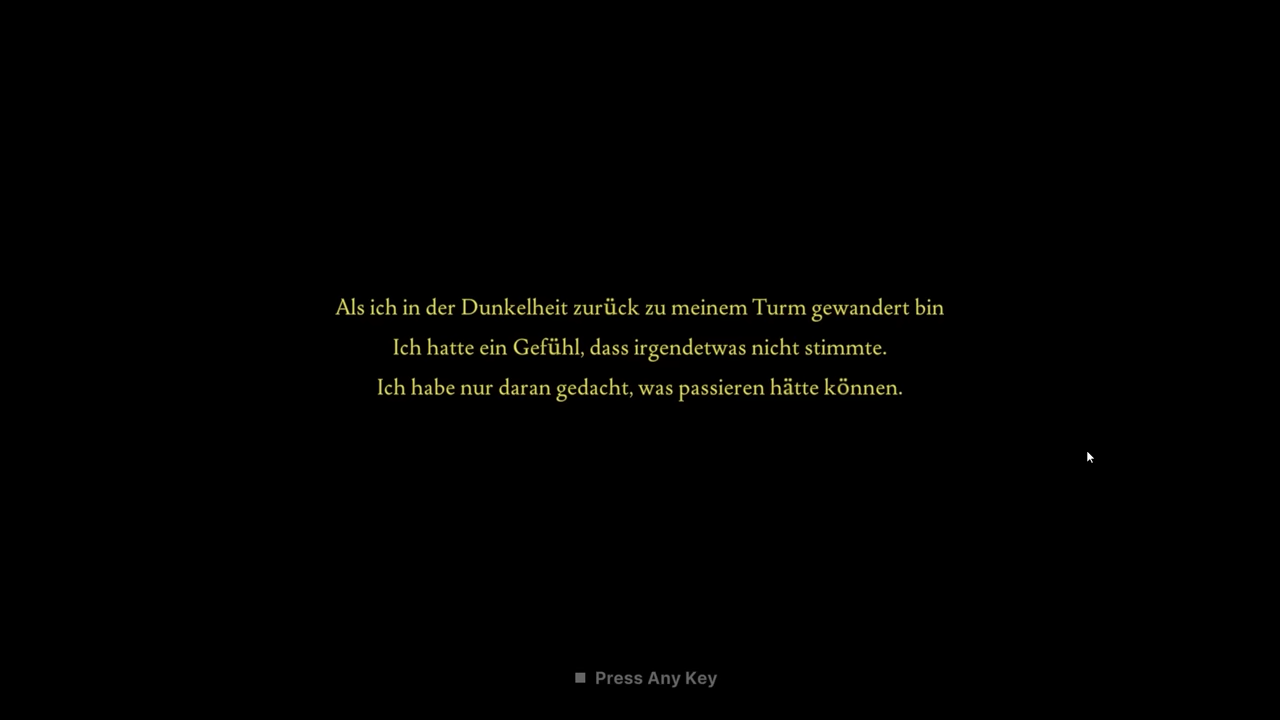 Als ich in der Dunkelheit zurück zu meinem Turm gewandert bin
Ich hatte ein Gefühl, dass irgendetwas nicht stimmte.
Ich habe nur daran gedacht, was passieren hätte können.
Press Any Key